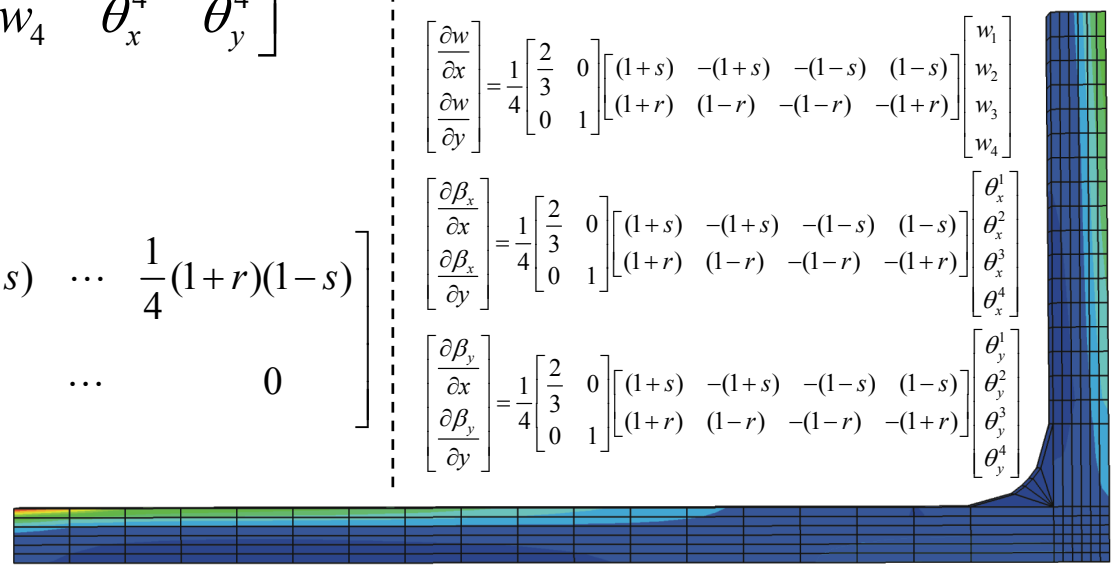 w_4 θ_x^4 θ_y^4]
s) ⋯ 1/4(1+r)(1−s)]
⋯ 0]
[∂w/∂x; ∂w/∂y] = 1/4 [2/3 0; 0 1] [(1+s) −(1+s) −(1−s) (1−s); (1+r) (1−r) −(1−r) −(1+r)] [w_1; w_2; w_3; w_4]
[∂β_x/∂x; ∂β_x/∂y] = 1/4 [2/3 0; 0 1] [(1+s) −(1+s) −(1−s) (1−s); (1+r) (1−r) −(1−r) −(1+r)] [θ_x^1; θ_x^2; θ_x^3; θ_x^4]
[∂β_y/∂x; ∂β_y/∂y] = 1/4 [2/3 0; 0 1] [(1+s) −(1+s) −(1−s) (1−s); (1+r) (1−r) −(1−r) −(1+r)] [θ_y^1; θ_y^2; θ_y^3; θ_y^4]